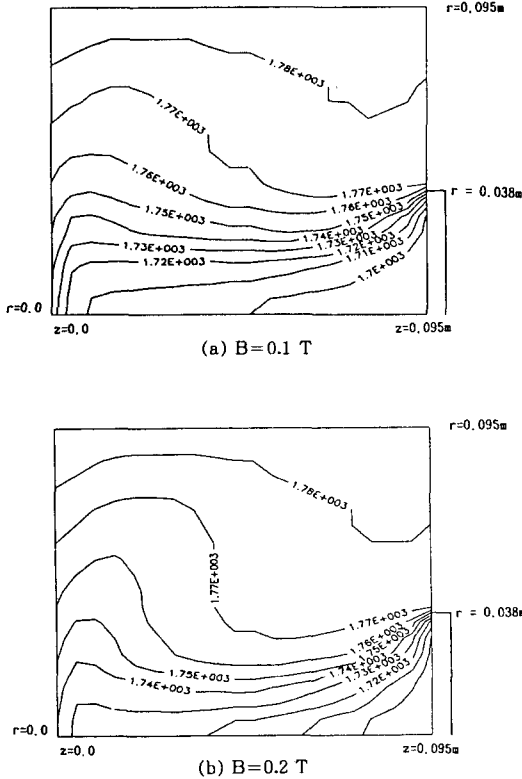 r=0.095m
1.78E+003
1.77E+003
1.76E+003
1.77E+003
1.76E+003
1.75E+003
1.75E+003
1.74E+003
1.73E+003
1.73E+003
1.72E+003
1.72E+003
1.71E+003
1.7E+003
r = 0.038m
r=0.0
z=0.0
z=0.095m
(a) B=0.1 T
r=0.095m
1.78E+003
1.77E+003
1.77E+003
1.76E+003
1.75E+003
1.75E+003
1.74E+003
1.74E+003
1.73E+003
1.72E+003
r = 0.038m
r=0.0
z=0.0
z=0.095m
(b) B=0.2 T